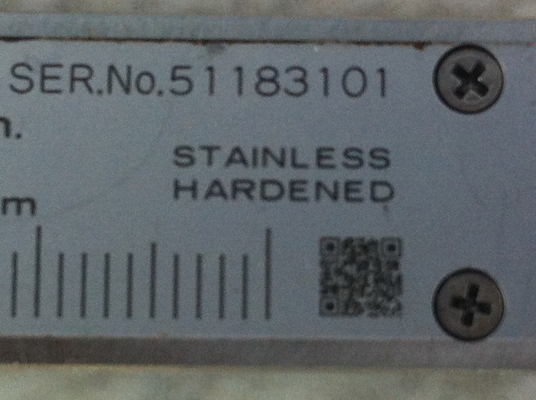 SER.No.51183101
n.
STAINLESS
HARDENED
m